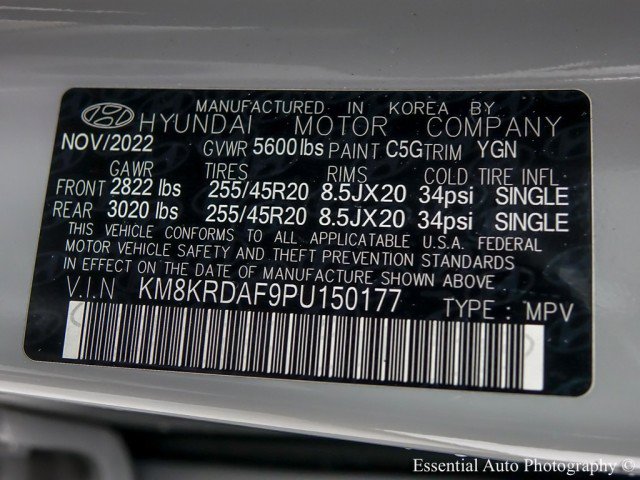 MANUFACTURED IN KOREA BY
HYUNDAI MOTOR COMPANY
NOV/2022 GVWR 5600 lbs PAINT C5G TRIM YGN
GAWR TIRES RIMS COLD TIRE INFL
FRONT 2822 lbs 255/45R20 8.5JX20 34psi SINGLE
REAR 3020 lbs 255/45R20 8.5JX20 34psi SINGLE
THIS VEHICLE CONFORMS TO ALL APPLICATABLE U.S.A. FEDERAL
MOTOR VEHICLE SAFETY AND THEFT PREVENTION STANDARDS
IN EFFECT ON THE DATE OF MANUFACTURE SHOWN ABOVE
V.I.N KM8KRDAF9PU150177 TYPE : MPV
Essential Auto Photography ©